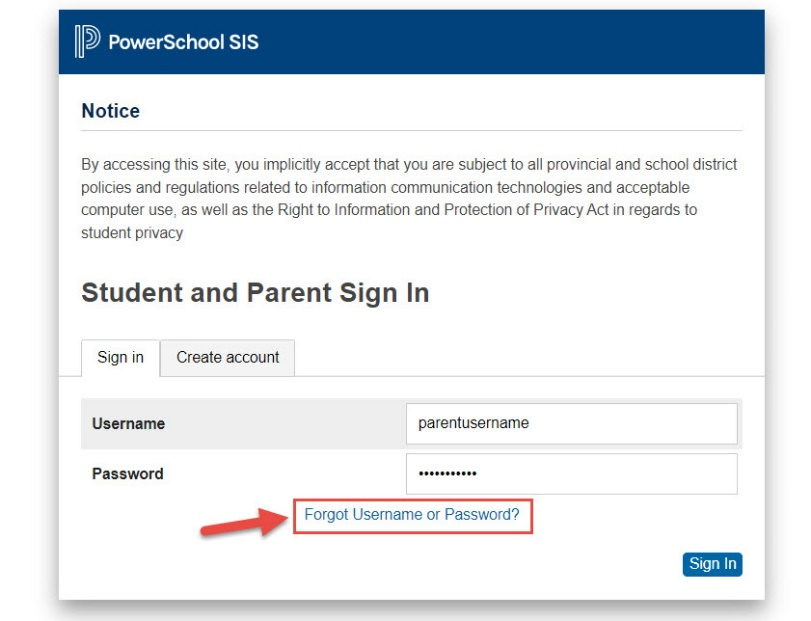 PowerSchool SIS
Notice
By accessing this site, you implicitly accept that you are subject to all provincial and school district
policies and regulations related to information communication technologies and acceptable
computer use, as well as the Right to Information and Protection of Privacy Act in regards to
student privacy
Student and Parent Sign In
Sign in
Create account
Username
parentusername
Password
•••••••••••
Forgot Username or Password?
Sign In